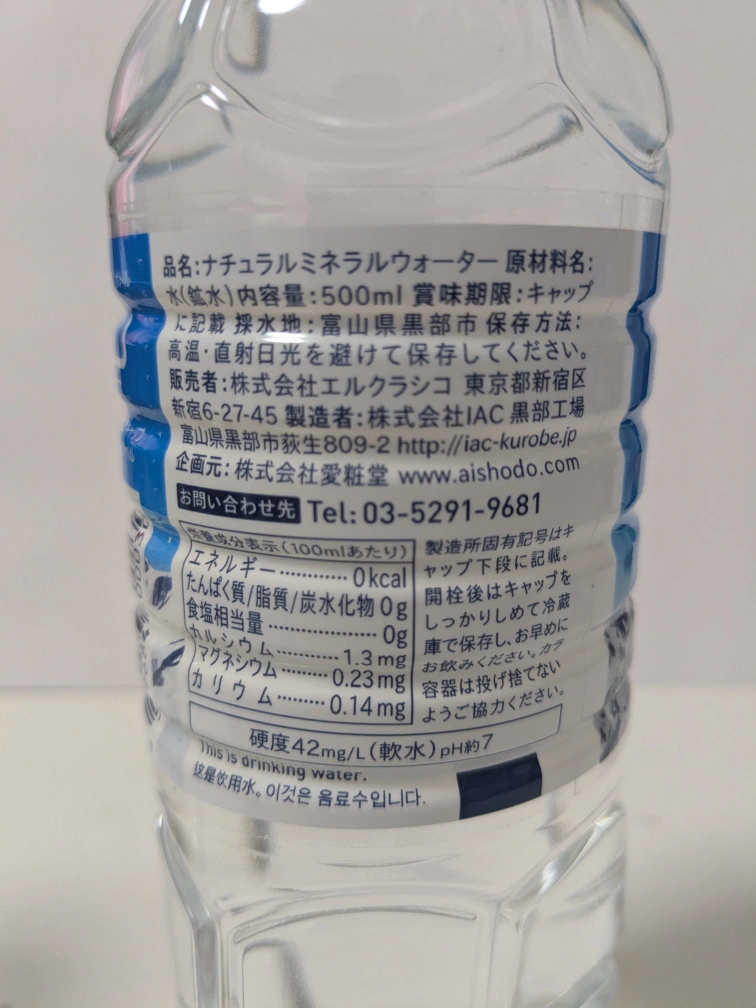 品名:ナチュラルミネラルウォーター 原材料名:
水(鉱水)内容量:500ml 賞味期限:キャップ
に記載 採水地:富山県黒部市 保存方法:
高温・直射日光を避けて保存してください。
販売者:株式会社エルクラシコ 東京都新宿区
新宿6-27-45 製造者:株式会社IAC 黒部工場
富山県黒部市荻生809-2 http://iac-kurobe.jp
企画元:株式会社愛粧堂 www.aishodo.com
お問い合わせ先 Tel:03-5291-9681
栄養成分表示(100mlあたり)
エネルギー………… 0kcal
たんぱく質/脂質/炭水化物 0g
食塩相当量 ……………… 0g
カルシウム ………… 1.3mg
マグネシウム ……… 0.23mg
カリウム ……… 0.14mg
製造所固有記号はキ
ャップ下段に記載。
開栓後はキャップを
しっかりしめて冷蔵
庫で保存し、お早めに
お飲みください。カラ
容器は投げ捨てない
ようご協力ください。
硬度42mg/L(軟水)pH約7
This is drinking water.
这是饮用水。이것은 음료수입니다.